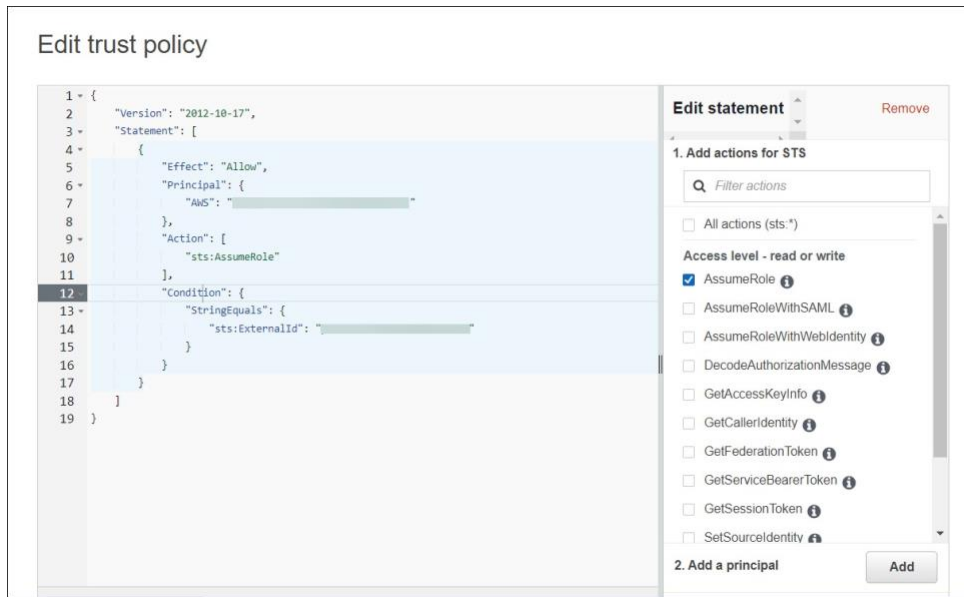 Edit trust policy
1 {
2 "Version": "2012-10-17",
3 "Statement": [
4 {
5 "Effect": "Allow",
6 "Principal": {
7 "AWS": " "
8 },
9 "Action": [
10 "sts:AssumeRole"
11 ],
12 "Condition": {
13 "StringEquals": {
14 "sts:ExternalId": " "
15 }
16 }
17 }
18 ]
19 }
Edit statement
Remove
1. Add actions for STS
Filter actions
All actions (sts:*)
Access level - read or write
AssumeRole
AssumeRoleWithSAML
AssumeRoleWithWebIdentity
DecodeAuthorizationMessage
GetAccessKeyInfo
GetCallerIdentity
GetFederationToken
GetServiceBearerToken
GetSessionToken
SetSourceIdentity
2. Add a principal
Add